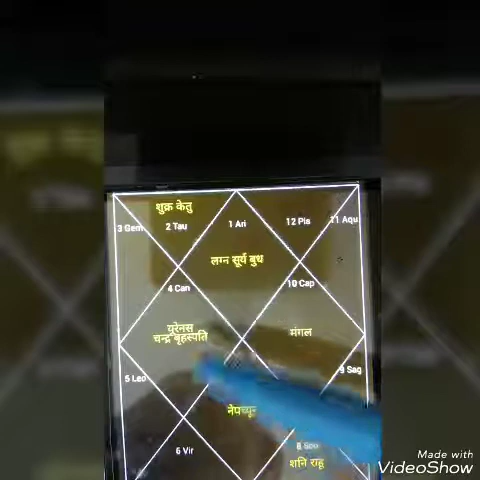 शुक्र केतु
3 Gem
2 Tau
1 Ari
12 Pis
11 Aqu
लग्न सूर्य बुध
4 Can
10 Cap
यूरेनस
चन्द्र बृहस्पति
मंगल
9 Sag
5 Leo
नेपच्यून
6 Vir
8 Sco
शनि राहू
Made with
VideoShow